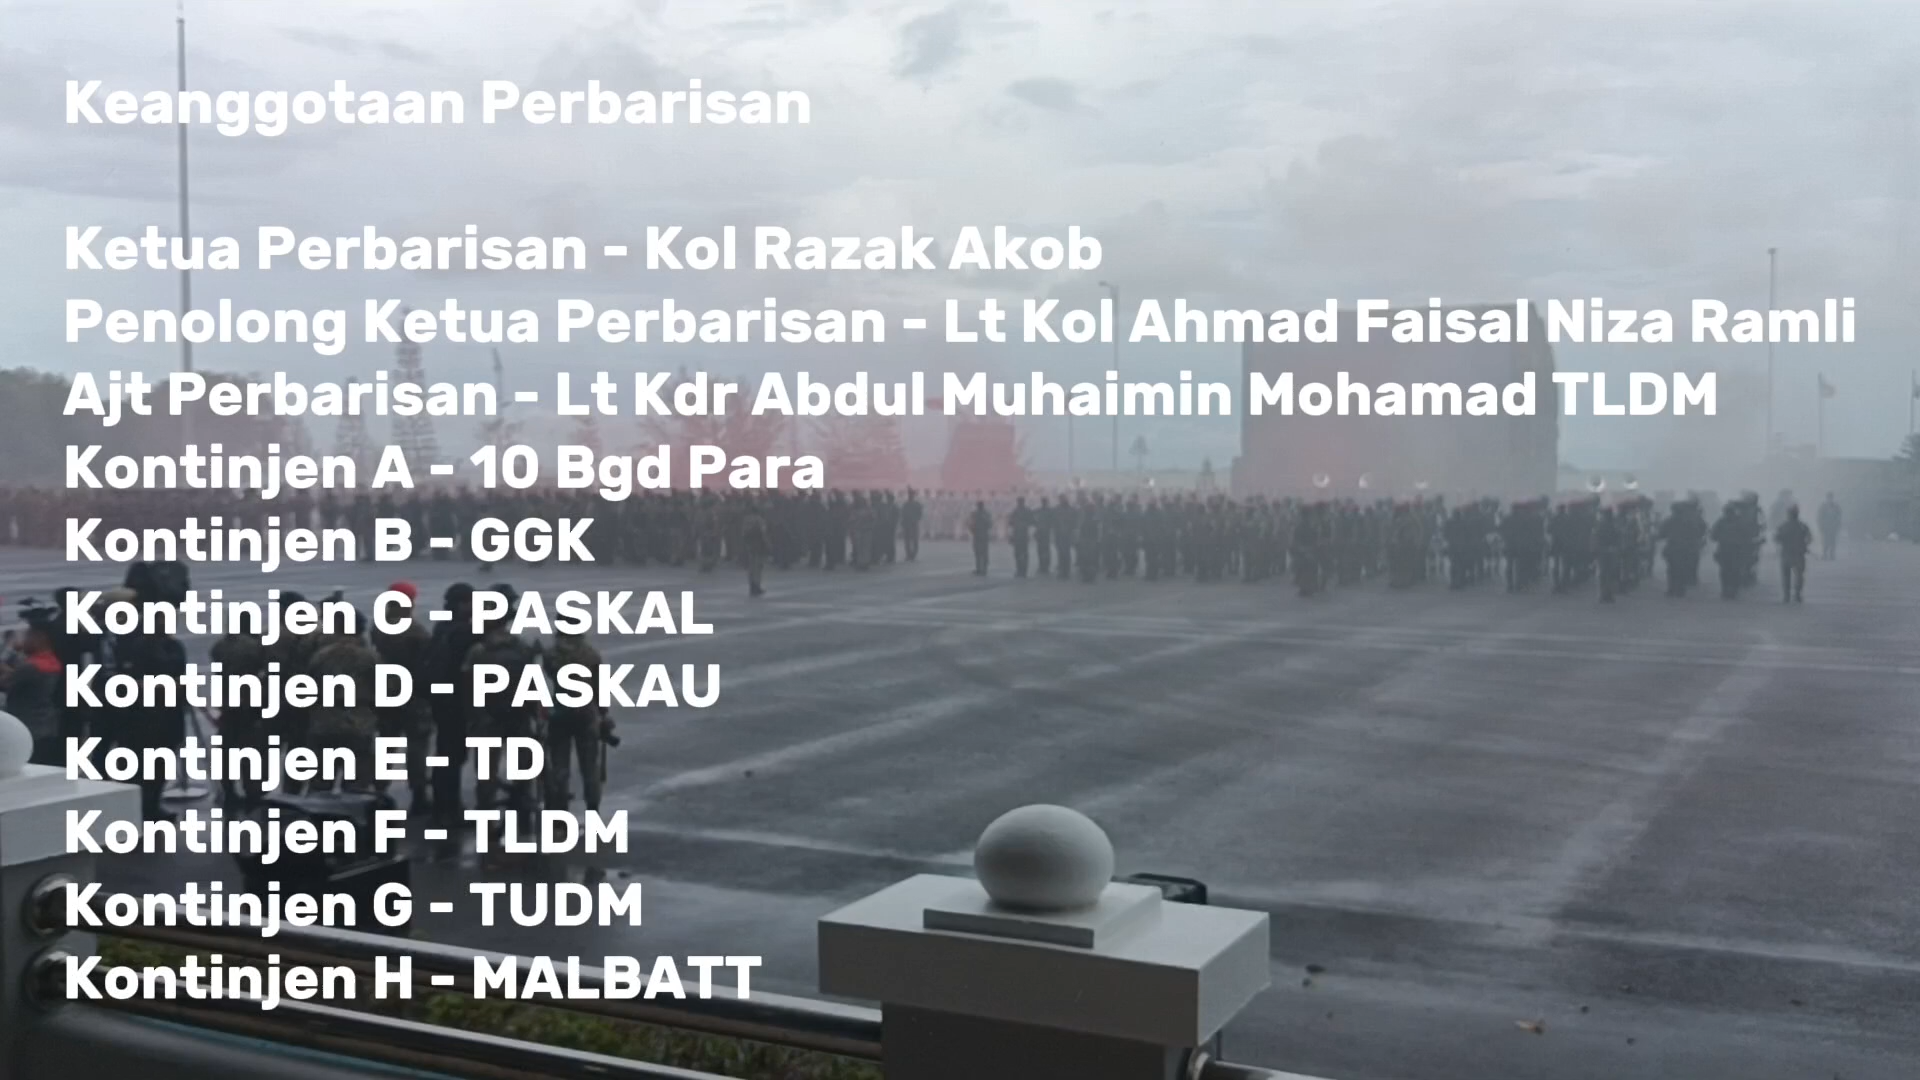 Keanggotaan Perbarisan
Ketua Perbarisan - Kol Razak Akob
Penolong Ketua Perbarisan - Lt Kol Ahmad Faisal Niza Ramli
Ajt Perbarisan - Lt Kdr Abdul Muhaimin Mohamad TLDM
Kontinjen A - 10 Bgd Para
Kontinjen B - GGK
Kontinjen C - PASKAL
Kontinjen D - PASKAU
Kontinjen E - TD
Kontinjen F - TLDM
Kontinjen G - TUDM
Kontinjen H - MALBATT